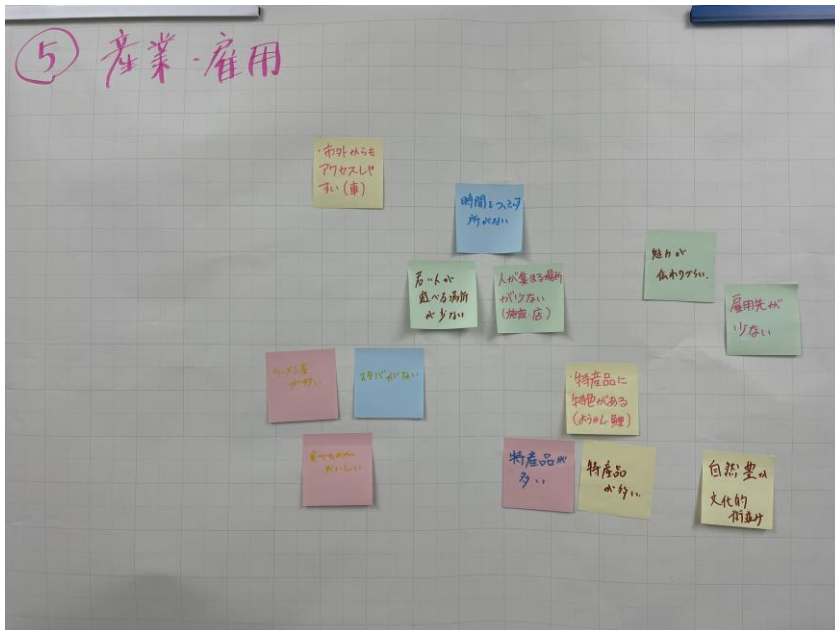 ⑤ 産業・雇用
・市外からも
アクセスしや
すい(車)
時間をつぶす
所がない
若い人が
遊べる場所
が少ない
人が集まる場所
が少ない
(施設・店)
魅力が
伝わりづらい。
雇用先が
少ない
ラーメン屋
が多い
スタバがない
・特産品に
特色がある
(ようかん、鯉)
食べものが
おいしい
特産品が
多い
特産品
が多い
自然豊か
文化的
街並み